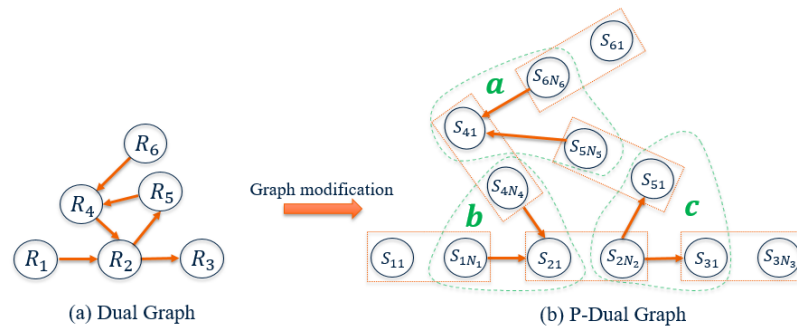 S₆₁
S₆N₆
a
S₄₁
R₆
S₅N₅
R₅
R₄
S₅₁
S₄N₄
Graph modification
b
c
R₁
R₂
R₃
S₁₁
S₁N₁
S₂₁
S₂N₂
S₃₁
S₃N₃
(a) Dual Graph
(b) P-Dual Graph